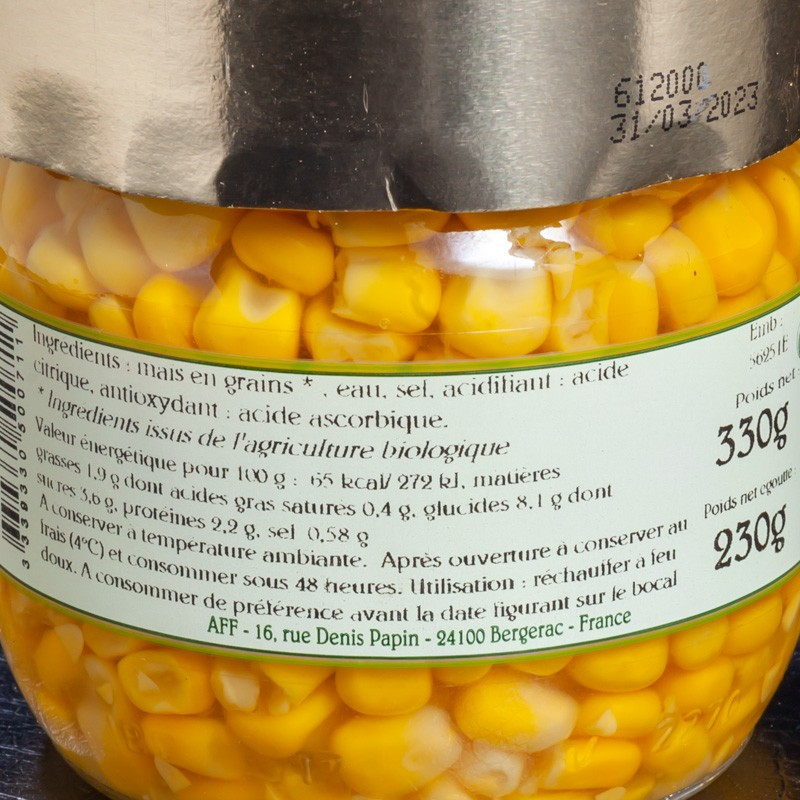 612000
31/03/2023
Ingredients : maïs en grains * , eau, sel, acidifiant : acide
citrique, antioxydant : acide ascorbique.
* Ingredients issus de l'agriculture biologique
Valeur énergétique pour 100 g : 65 kcal/ 272 kJ, matières
grasses 1,9 g dont acides gras saturés 0,4 g, glucides 8,1 g dont
sucres 3,6 g, protéines 2,2 g, sel 0,58 g
A conserver à température ambiante. Après ouverture à conserver au
frais (4°C) et consommer sous 48 heures. Utilisation : réchauffer à feu
doux. A consommer de préférence avant la date figurant sur le bocal
AFF - 16, rue Denis Papin - 24100 Bergerac - France
Emb :
Poids net :
330g
Poids net egoutte :
230g